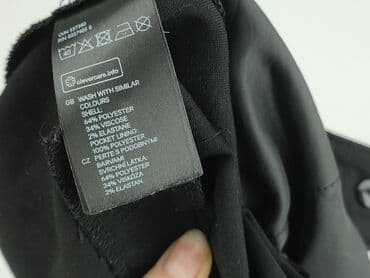 40
clevercare.info
GB WASH WITH SIMILAR
COLOURS
SHELL:
64% POLYESTER
34% VISCOSE
2% ELASTANE
POCKET LINING:
100% POLYESTER
CZ PERTE S PODOBNÝMI
BARVAMI
SVRCHNÍ LÁTKA:
64% POLYESTER
34% VISKÓZA
2% ELASTAN